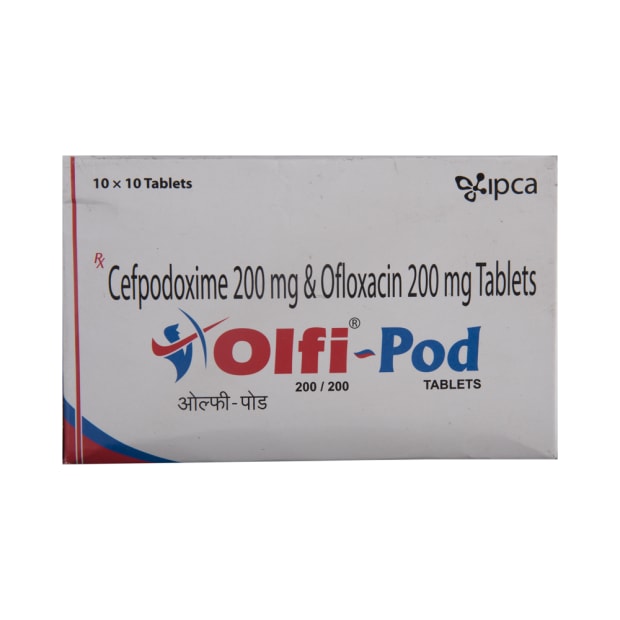 10 × 10 Tablets
ipca
Rx
Cefpodoxime 200 mg & Ofloxacin 200 mg Tablets
Olfi®-Pod
200 / 200 TABLETS
ओल्फी-पोड